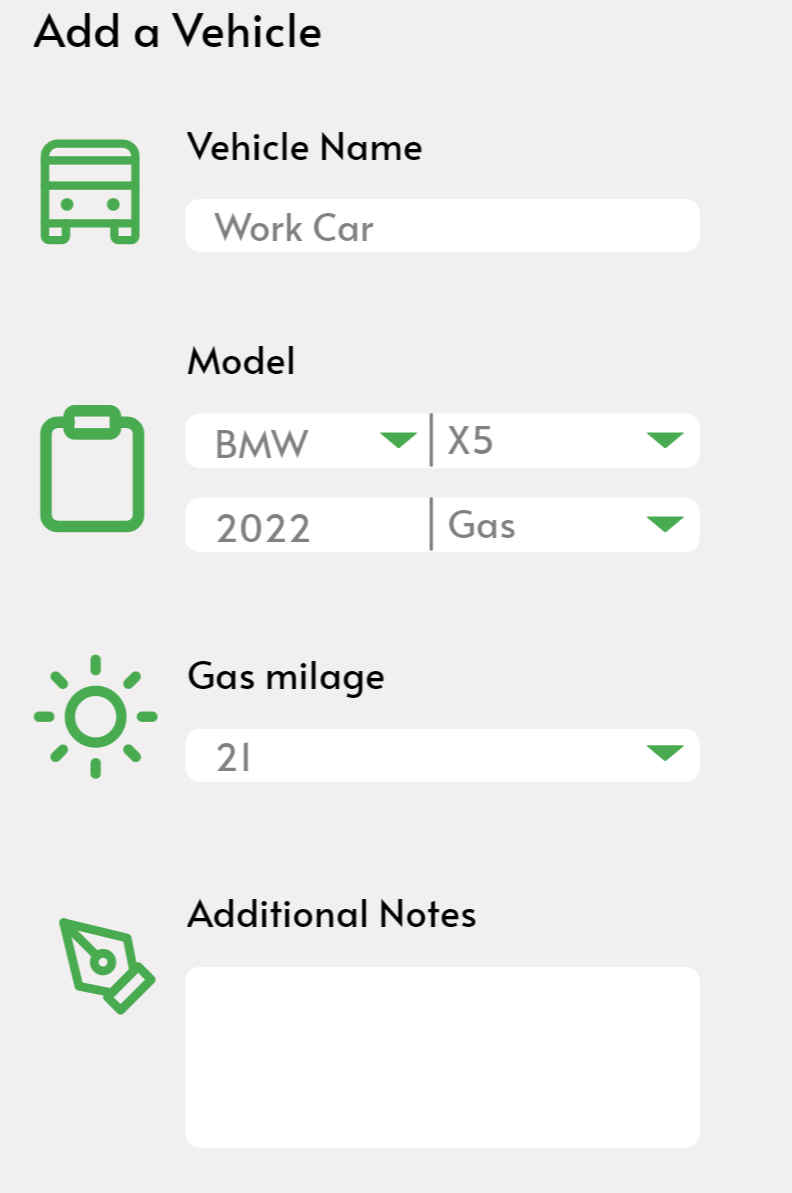 Add a Vehicle
Vehicle Name
Work Car
Model
BMW X5
2022 Gas
Gas milage
21
Additional Notes